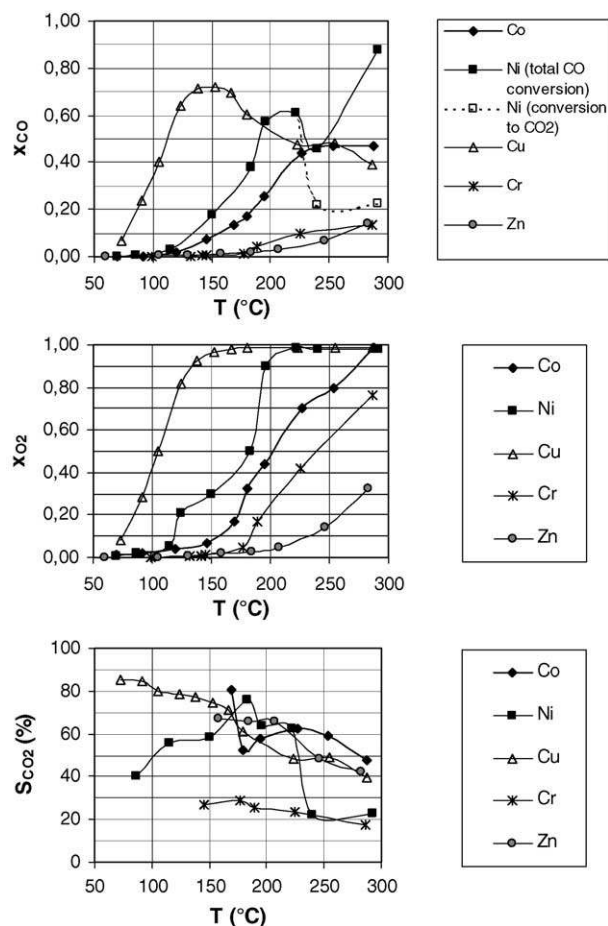 1,00
0,80
0,60
0,40
0,20
0,00
xCO
50 100 150 200 250 300
T (°C)
Co
Ni (total CO
conversion)
Ni (conversion
to CO2)
Cu
Cr
Zn
1,00
0,80
0,60
0,40
0,20
0,00
xO2
50 100 150 200 250 300
T (°C)
Co
Ni
Cu
Cr
Zn
100
80
60
40
20
0
SCO2 (%)
50 100 150 200 250 300
T (°C)
Co
Ni
Cu
Cr
Zn